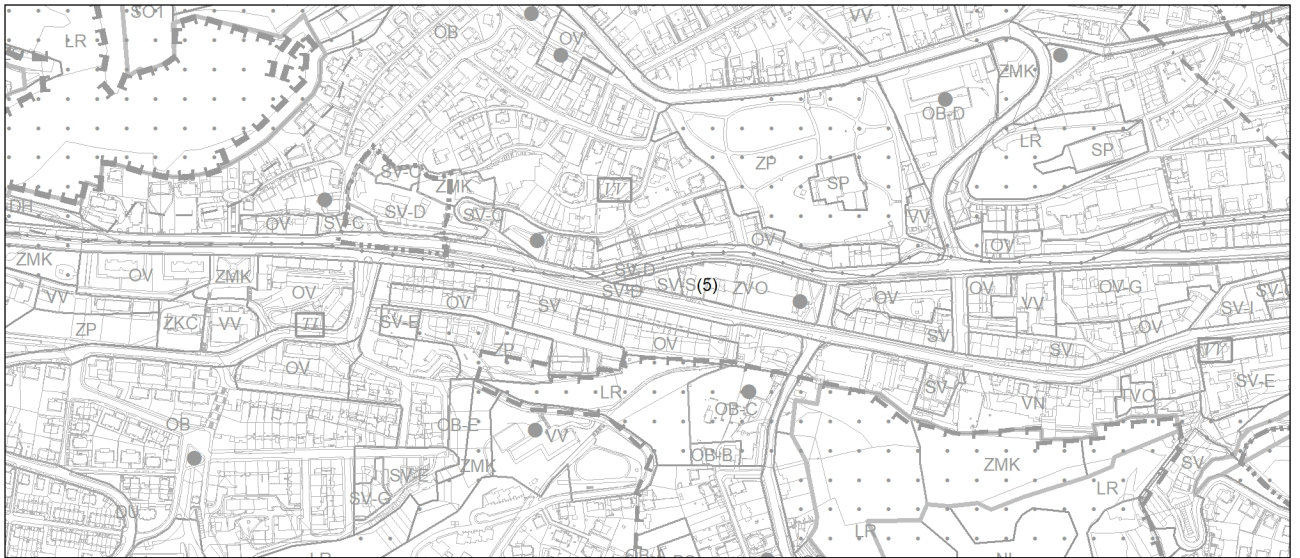 SO1
LR
OB
OV
VV
DU
ZMK
OB-D
LR
SP
ZP
SP
VV
SV-C
ZMK
VV
SV-D
SV-C
OV
SV-C
OV
OV
ZMK
OV
ZMK
OV
SV-D
SV-S
(5)
ZVO
SV-D
OV
OV
VV
OV-G
SV-I
VV
ZP
ZKC
VV
TI
OV
SV-E
SV
OV
SV
SV
OV
ZP
OV
LR
SV
VN
TVO
SV-E
OB
OB-E
OB-C
VV
OB-B
ZMK
SV-E
SV-G
ZMK
LR
SV
DU
LR
LR